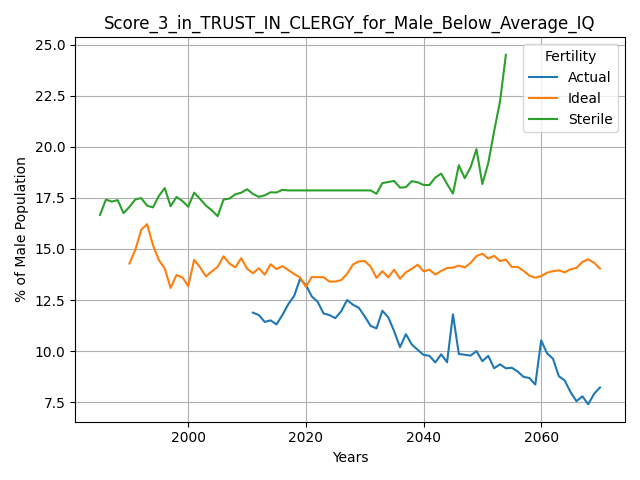 Score_3_in_TRUST_IN_CLERGY_for_Male_Below_Average_IQ
25.0
22.5
20.0
17.5
15.0
12.5
10.0
7.5
% of Male Population
Fertility
Actual
Ideal
Sterile
2000
2020
2040
2060
Years